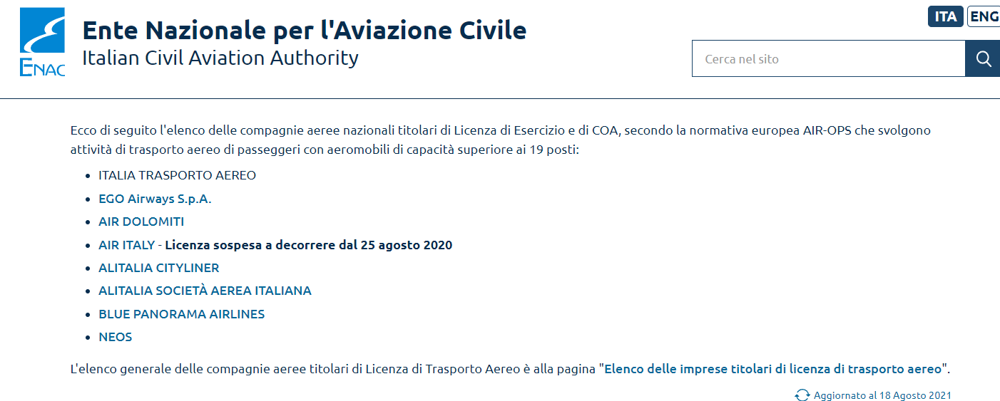 ENAC
Ente Nazionale per l'Aviazione Civile
Italian Civil Aviation Authority
ITA ENG
Cerca nel sito
Ecco di seguito l'elenco delle compagnie aeree nazionali titolari di Licenza di Esercizio e di COA, secondo la normativa europea AIR-OPS che svolgono
attività di trasporto aereo di passeggeri con aeromobili di capacità superiore ai 19 posti:
• ITALIA TRASPORTO AEREO
• EGO Airways S.p.A.
• AIR DOLOMITI
• AIR ITALY - Licenza sospesa a decorrere dal 25 agosto 2020
• ALITALIA CITYLINER
• ALITALIA SOCIETÀ AEREA ITALIANA
• BLUE PANORAMA AIRLINES
• NEOS
L'elenco generale delle compagnie aeree titolari di Licenza di Trasporto Aereo è alla pagina "Elenco delle imprese titolari di licenza di trasporto aereo".
Aggiornato al 18 Agosto 2021